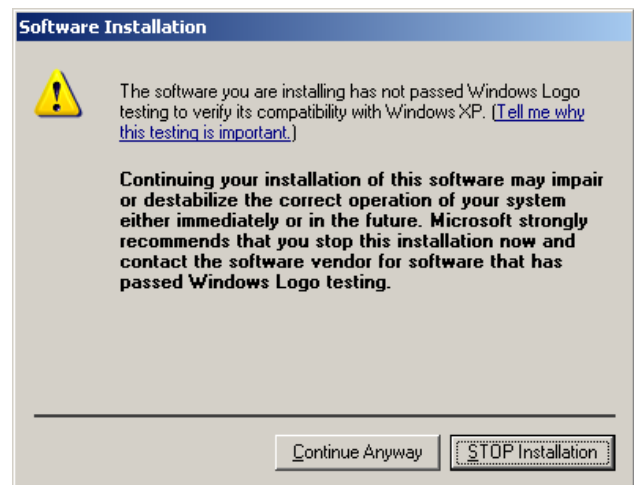 Software Installation
The software you are installing has not passed Windows Logo
testing to verify its compatibility with Windows XP. (Tell me why
this testing is important.)
Continuing your installation of this software may impair
or destabilize the correct operation of your system
either immediately or in the future. Microsoft strongly
recommends that you stop this installation now and
contact the software vendor for software that has
passed Windows Logo testing.
Continue Anyway
STOP Installation